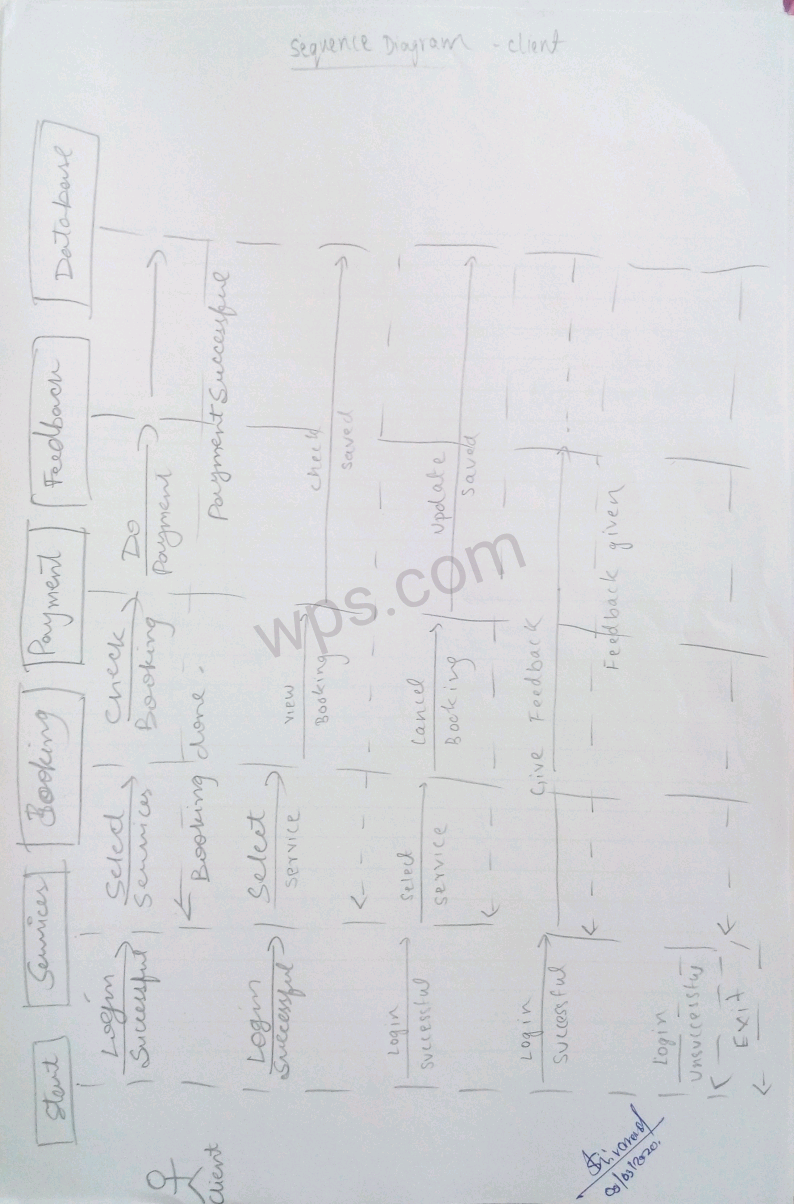 Sequence Diagram - client
Start
Services
Booking
Payment
Feedback
Database
Client
Login
Successful
Select
Services
Check
Booking
Do
Payment
Payment Successful
Booking done.
Login
Successful
Select
Service
View
Booking
check
saved
Login
Successful
Select
Service
Cancel
Booking
Update
saved
Login
Successful
Give Feedback
Feedback given
Login
Unsuccessful
Exit
wps.com